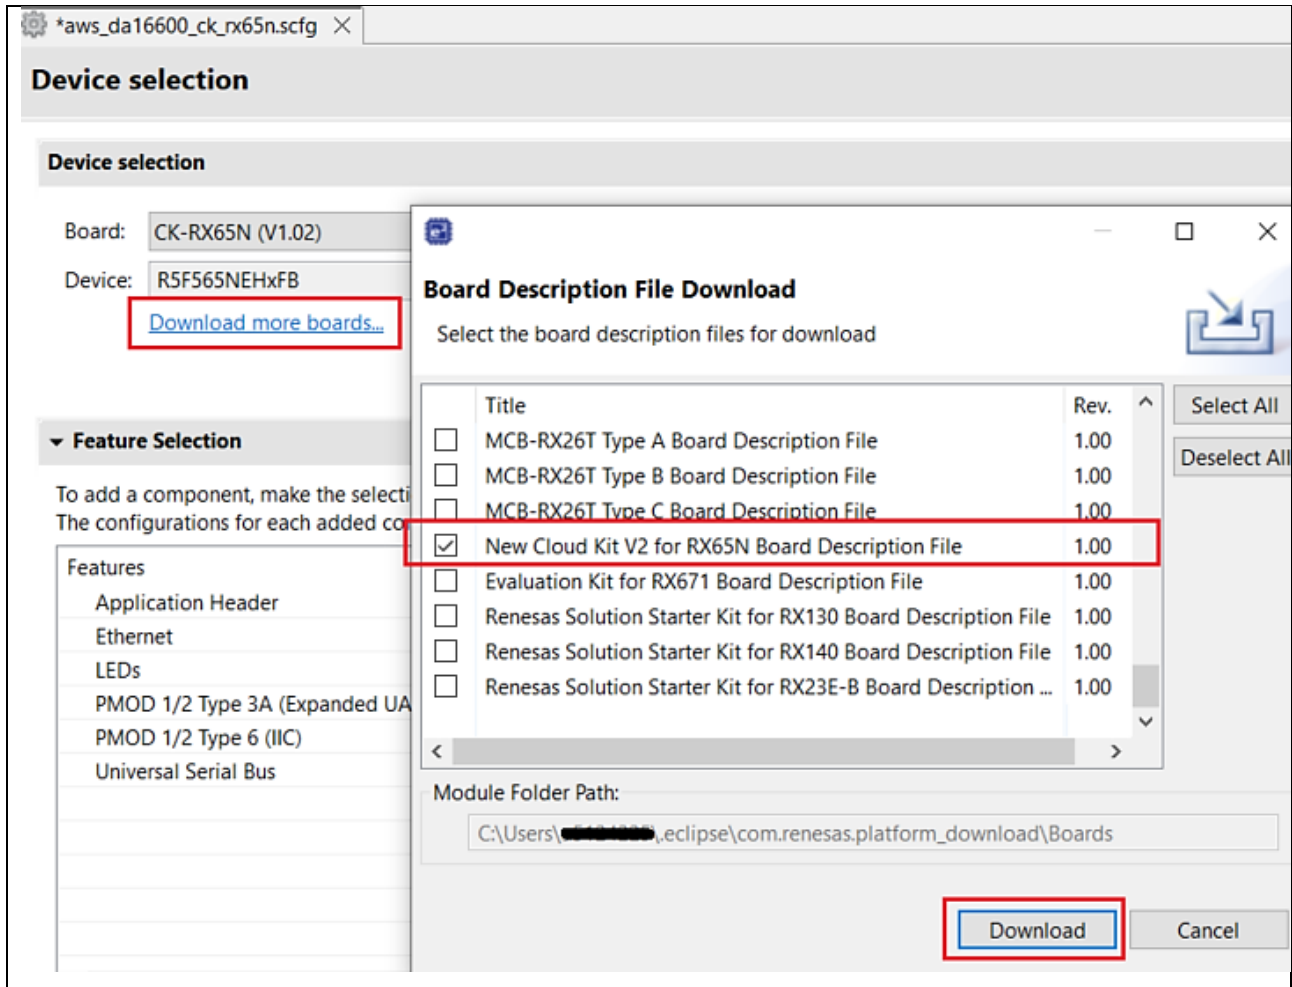 *aws_da16600_ck_rx65n.scfg
Device selection
Device selection
Board:
CK-RX65N (V1.02)
Device:
R5F565NEHxFB
Download more boards...
Feature Selection
To add a component, make the selecti
The configurations for each added co
Features
Application Header
Ethernet
LEDs
PMOD 1/2 Type 3A (Expanded UA
PMOD 1/2 Type 6 (IIC)
Universal Serial Bus
e²
Board Description File Download
Select the board description files for download
Title Rev.
MCB-RX26T Type A Board Description File 1.00
MCB-RX26T Type B Board Description File 1.00
MCB-RX26T Type C Board Description File 1.00
New Cloud Kit V2 for RX65N Board Description File 1.00
Evaluation Kit for RX671 Board Description File 1.00
Renesas Solution Starter Kit for RX130 Board Description File 1.00
Renesas Solution Starter Kit for RX140 Board Description File 1.00
Renesas Solution Starter Kit for RX23E-B Board Description ... 1.00
Select All
Deselect All
Module Folder Path:
C:\Users\ \.eclipse\com.renesas.platform_download\Boards
Download
Cancel